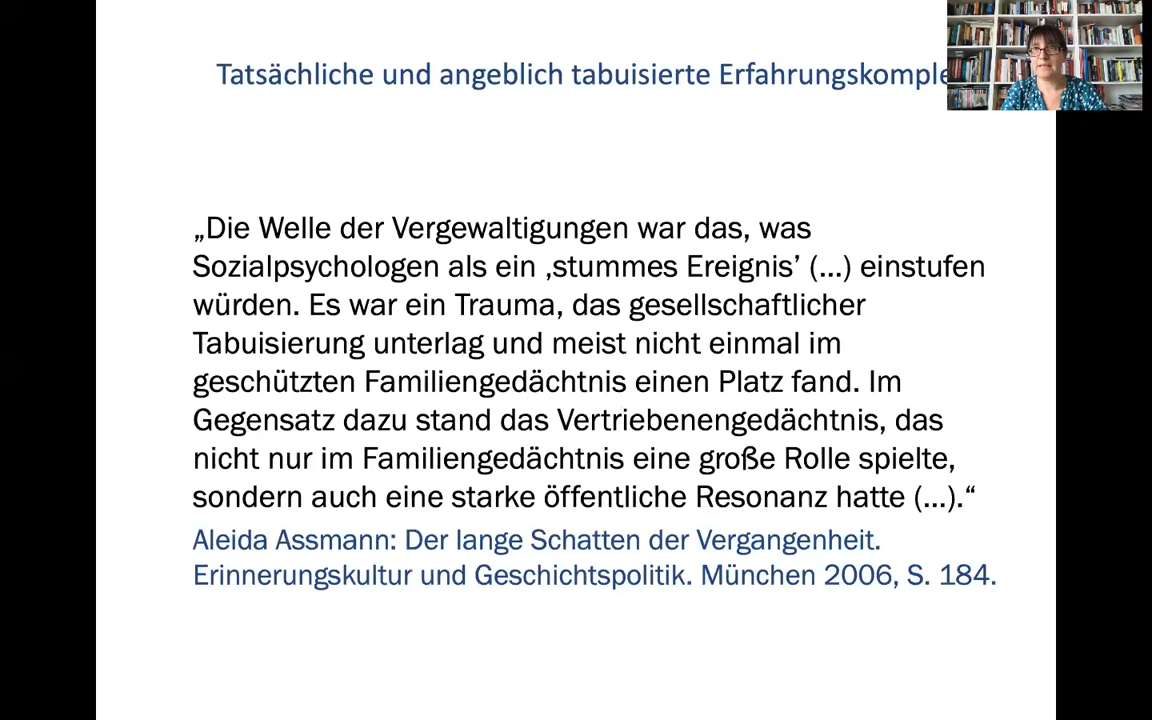 Tatsächliche und angeblich tabuisierte
„Die Welle der Vergewaltigungen war das, was
Sozialpsychologen als ein ‚stummes Ereignis’ (...) einstufen
würden. Es war ein Trauma, das gesellschaftlicher
Tabuisierung unterlag und meist nicht einmal im
geschützten Familiengedächtnis einen Platz fand. Im
Gegensatz dazu stand das Vertriebenengedächtnis, das
nicht nur im Familiengedächtnis eine große Rolle spielte,
sondern auch eine starke öffentliche Resonanz hatte (...).“
Aleida Assmann: Der lange Schatten der Vergangenheit.
Erinnerungskultur und Geschichtspolitik. München 2006, S. 184.